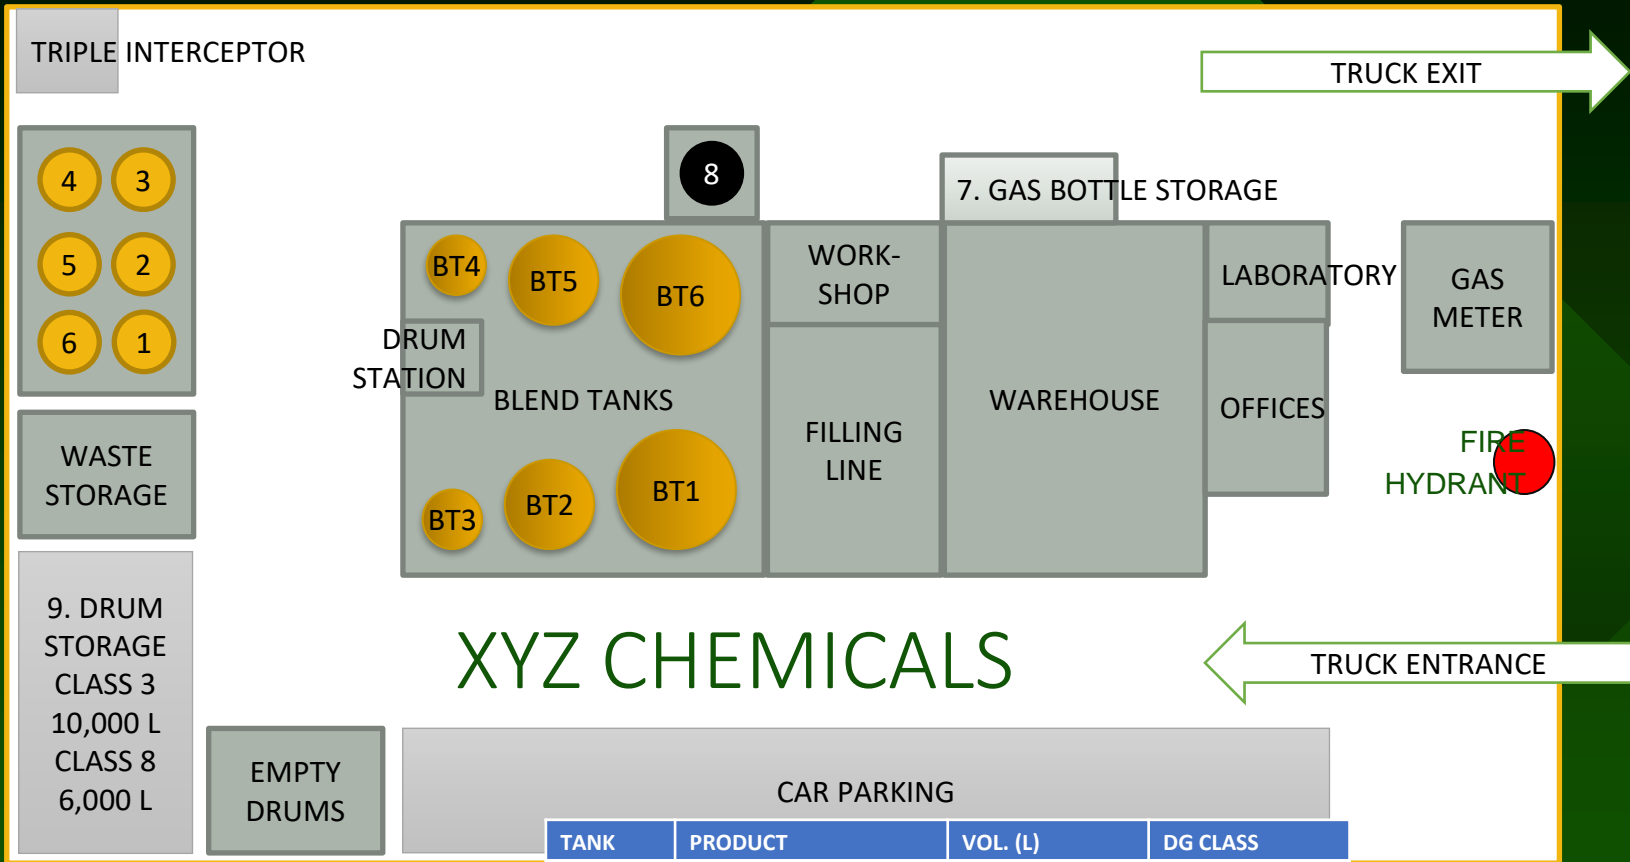 TRIPLE INTERCEPTOR
TRUCK EXIT
4
3
5
2
6
1
8
7. GAS BOTTLE STORAGE
BT4
BT5
BT6
WORK-
SHOP
LABORATORY
GAS
METER
DRUM
STATION
BLEND TANKS
WAREHOUSE
OFFICES
FILLING
LINE
FIRE
HYDRANT
WASTE
STORAGE
BT3
BT2
BT1
9. DRUM
STORAGE
CLASS 3
10,000 L
CLASS 8
6,000 L
XYZ CHEMICALS
TRUCK ENTRANCE
EMPTY
DRUMS
CAR PARKING
TANK PRODUCT VOL. (L) DG CLASS